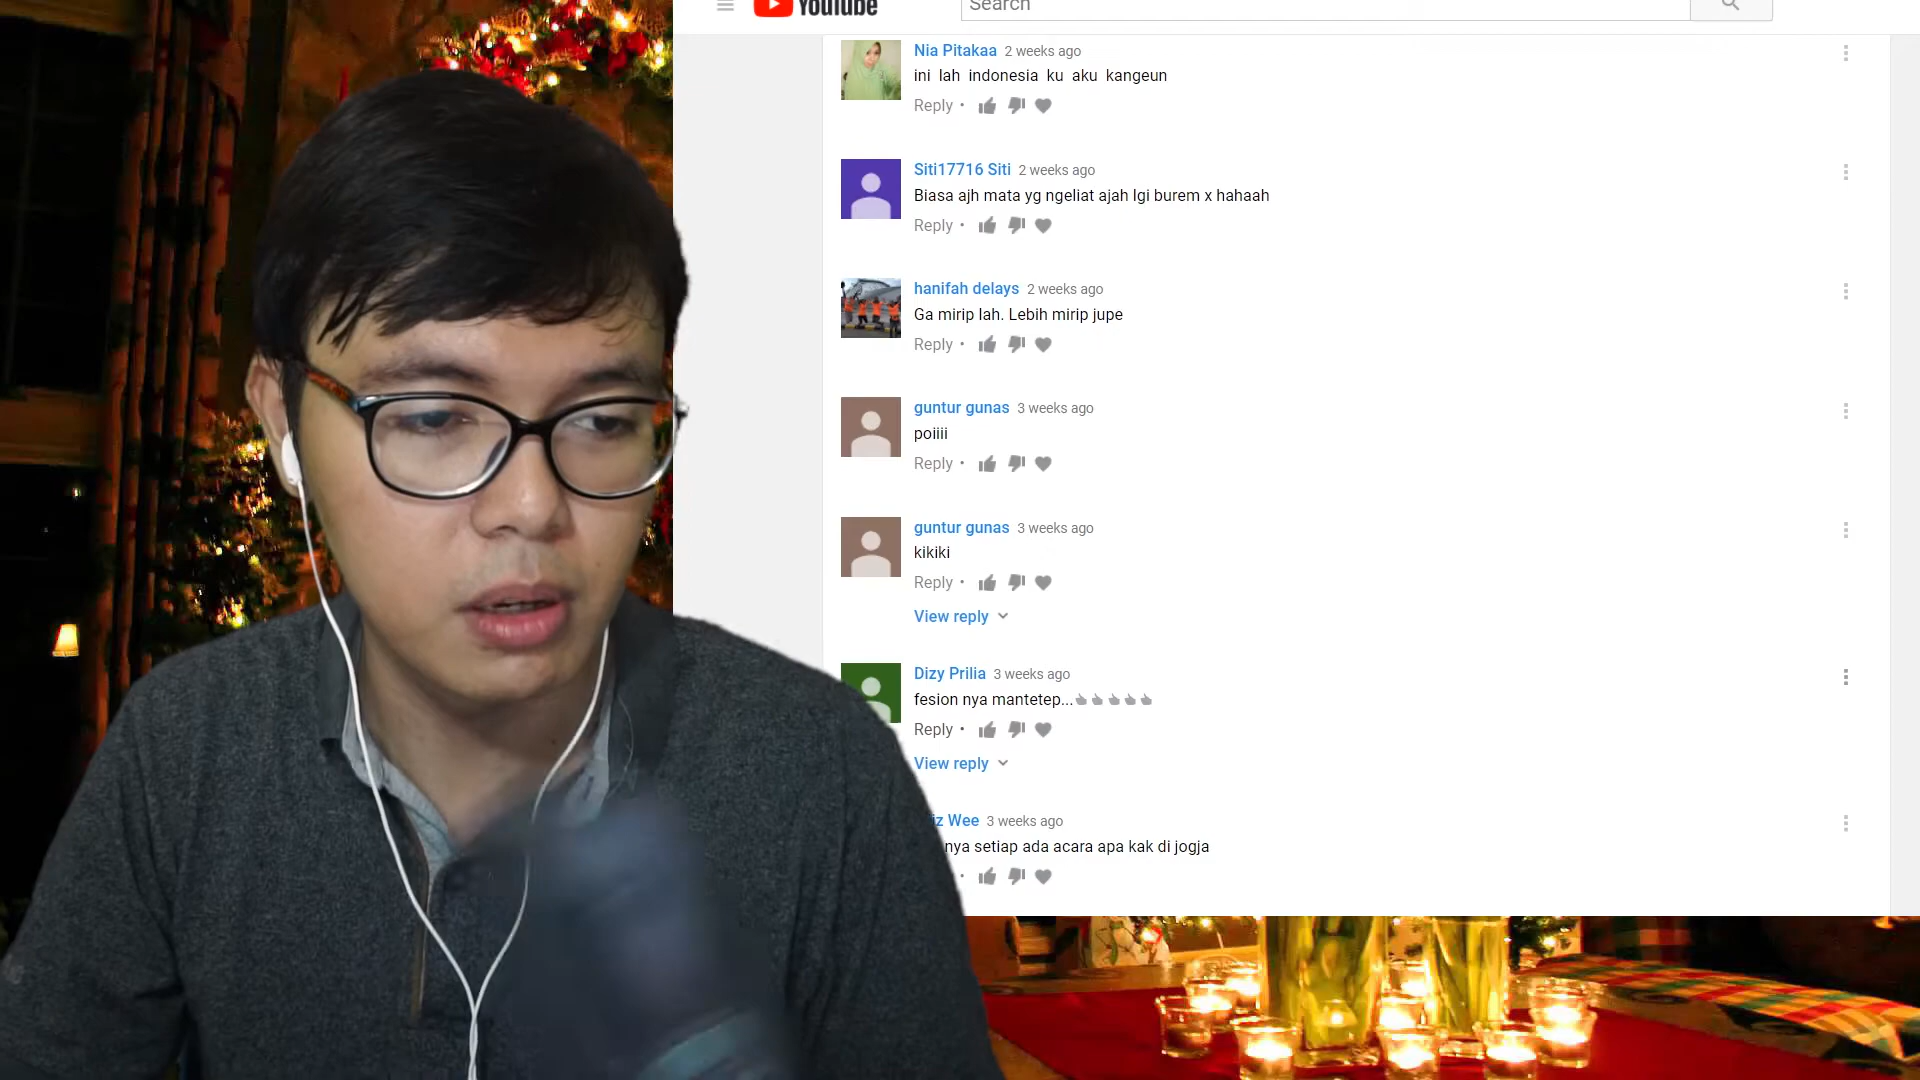 YouTube
Search
Nia Pitakaa 2 weeks ago
ini lah indonesia ku aku kangeun
Reply •
Siti17716 Siti 2 weeks ago
Biasa ajh mata yg ngeliat ajah lgi burem x hahaah
Reply •
hanifah delays 2 weeks ago
Ga mirip lah. Lebih mirip jupe
Reply •
guntur gunas 3 weeks ago
poiiii
Reply •
guntur gunas 3 weeks ago
kikiki
Reply •
View reply
Dizy Prilia 3 weeks ago
fesion nya mantetep...
Reply •
View reply
Wee 3 weeks ago
nya setiap ada acara apa kak di jogja